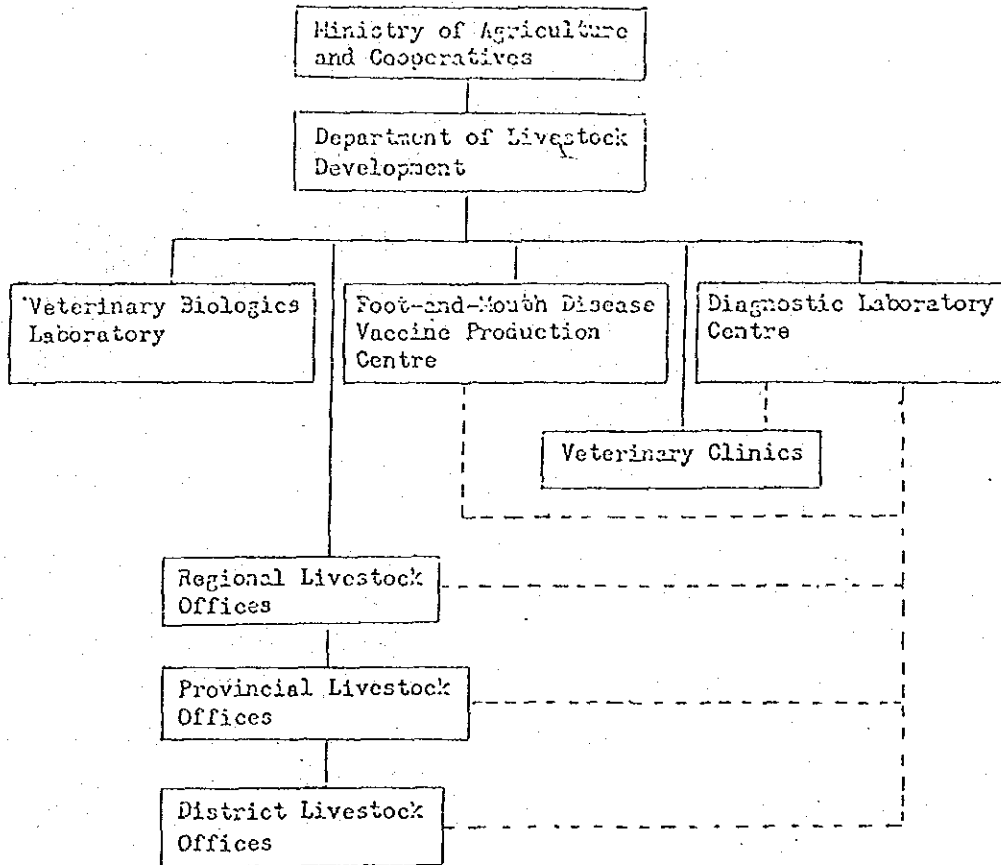 Ministry of Agriculture
and Cooperatives
Department of Livestock
Development
Veterinary Biologics
Laboratory
Foot-and-Mouth Disease
Vaccine Production
Centre
Diagnostic Laboratory
Centre
Veterinary Clinics
Regional Livestock
Offices
Provincial Livestock
Offices
District Livestock
Offices